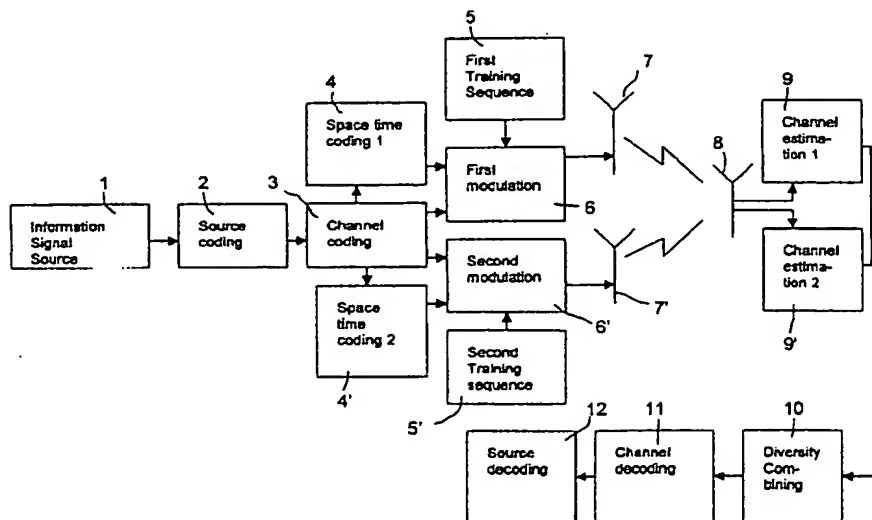 5
First
Training
Sequence
7
4
Space time
coding 1
9
Channel
estima-
tion 1
8
1
Information
Signal
Source
2
Source
coding
3
Channel
coding
First
modulation
6
Second
modulation
6'
7'
Channel
estima-
tion 2
9'
Space
time
coding 2
4'
Second
Training
sequence
5'
12
Source
decoding
11
Channel
decoding
10
Diversity
Com-
bining